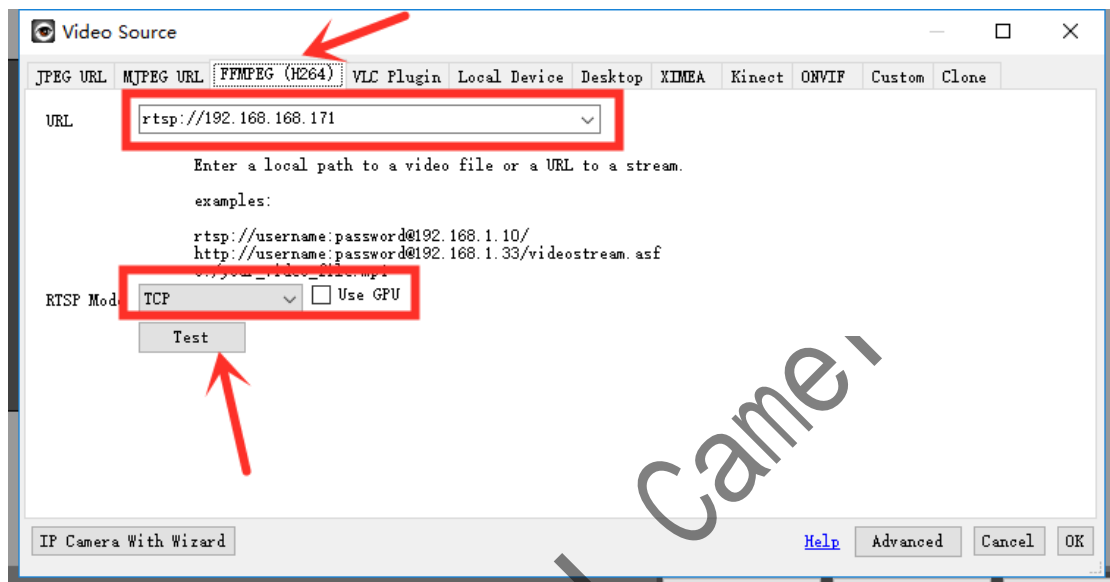 Video Source
JPEG URL MJPEG URL FFMPEG (H264) VLC Plugin Local Device Desktop XIMEA Kinect ONVIF Custom Clone
URL rtsp://192.168.168.171
Enter a local path to a video file or a URL to a stream.
examples:
rtsp://username:password@192.168.1.10/
http://username:password@192.168.1.33/videostream.asf
RTSP Mod TCP Use GPU
Test
IP Camera With Wizard Help Advanced Cancel OK